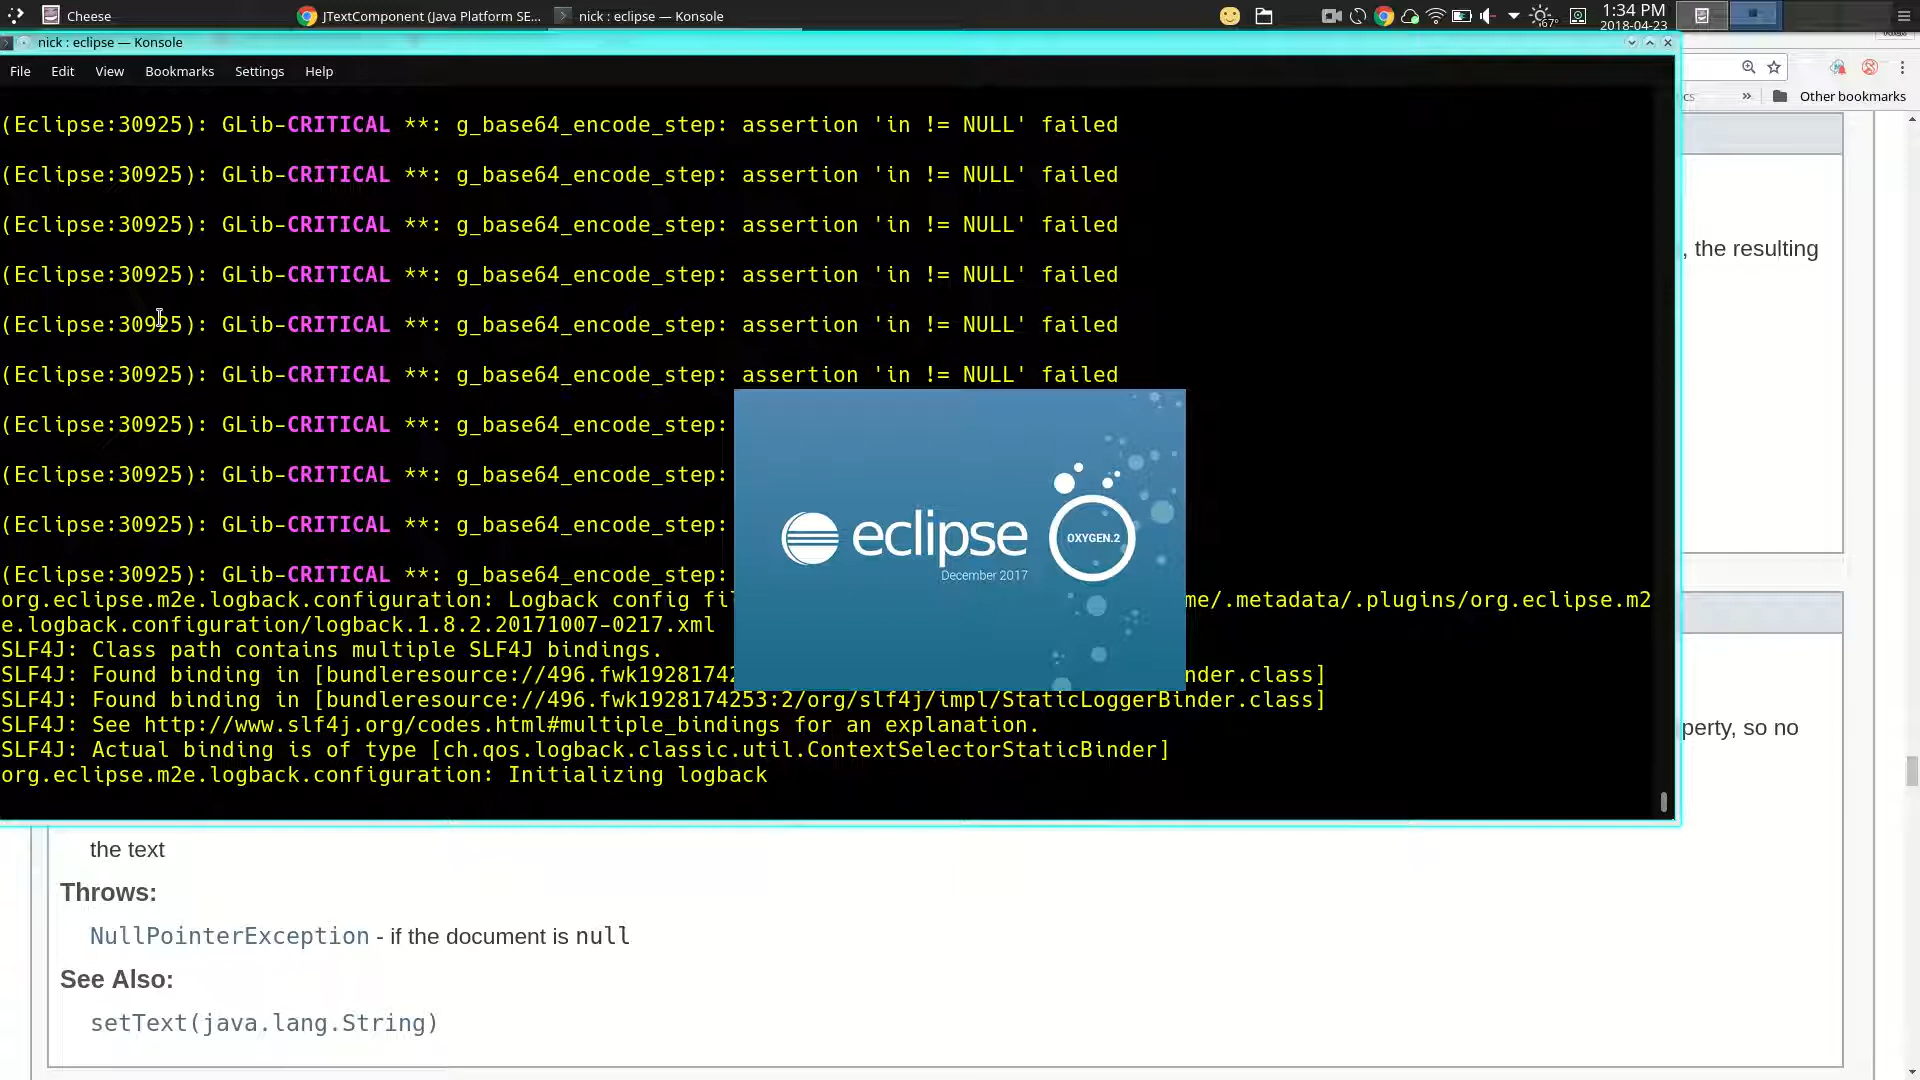 Cheese
JTextComponent (Java Platform SE...
nick : eclipse — Konsole
67°
1:34 PM
2018-04-23
nick : eclipse — Konsole
File Edit View Bookmarks Settings Help
cs » Other bookmarks
(Eclipse:30925): GLib-CRITICAL **: g_base64_encode_step: assertion 'in != NULL' failed
(Eclipse:30925): GLib-CRITICAL **: g_base64_encode_step: assertion 'in != NULL' failed
(Eclipse:30925): GLib-CRITICAL **: g_base64_encode_step: assertion 'in != NULL' failed
, the resulting
(Eclipse:30925): GLib-CRITICAL **: g_base64_encode_step: assertion 'in != NULL' failed
(Eclipse:30925): GLib-CRITICAL **: g_base64_encode_step: assertion 'in != NULL' failed
(Eclipse:30925): GLib-CRITICAL **: g_base64_encode_step: assertion 'in != NULL' failed
(Eclipse:30925): GLib-CRITICAL **: g_base64_encode_step:
(Eclipse:30925): GLib-CRITICAL **: g_base64_encode_step:
(Eclipse:30925): GLib-CRITICAL **: g_base64_encode_step:
(Eclipse:30925): GLib-CRITICAL **: g_base64_encode_step:
eclipse
OXYGEN.2
December 2017
org.eclipse.m2e.logback.configuration: Logback config fil me/.metadata/.plugins/org.eclipse.m2
e.logback.configuration/logback.1.8.2.20171007-0217.xml
SLF4J: Class path contains multiple SLF4J bindings.
SLF4J: Found binding in [bundleresource://496.fwk19281742 nder.class]
SLF4J: Found binding in [bundleresource://496.fwk1928174253:2/org/slf4j/impl/StaticLoggerBinder.class]
SLF4J: See http://www.slf4j.org/codes.html#multiple_bindings for an explanation.
perty, so no
SLF4J: Actual binding is of type [ch.qos.logback.classic.util.ContextSelectorStaticBinder]
org.eclipse.m2e.logback.configuration: Initializing logback
the text
Throws:
NullPointerException - if the document is null
See Also:
setText(java.lang.String)